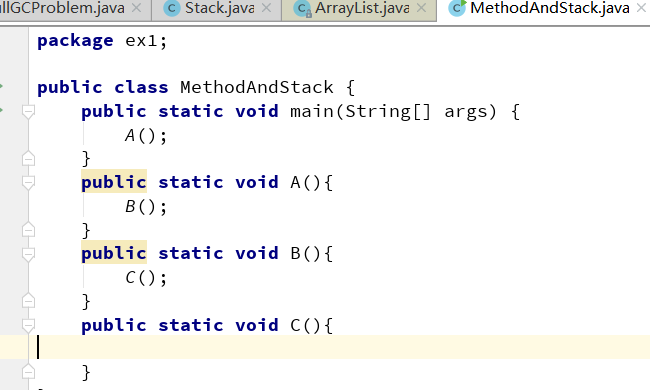 llGCProblem.java × Stack.java × ArrayList.java × MethodAndStack.java ×
package ex1;
public class MethodAndStack {
public static void main(String[] args) {
A();
}
public static void A(){
B();
}
public static void B(){
C();
}
public static void C(){
}